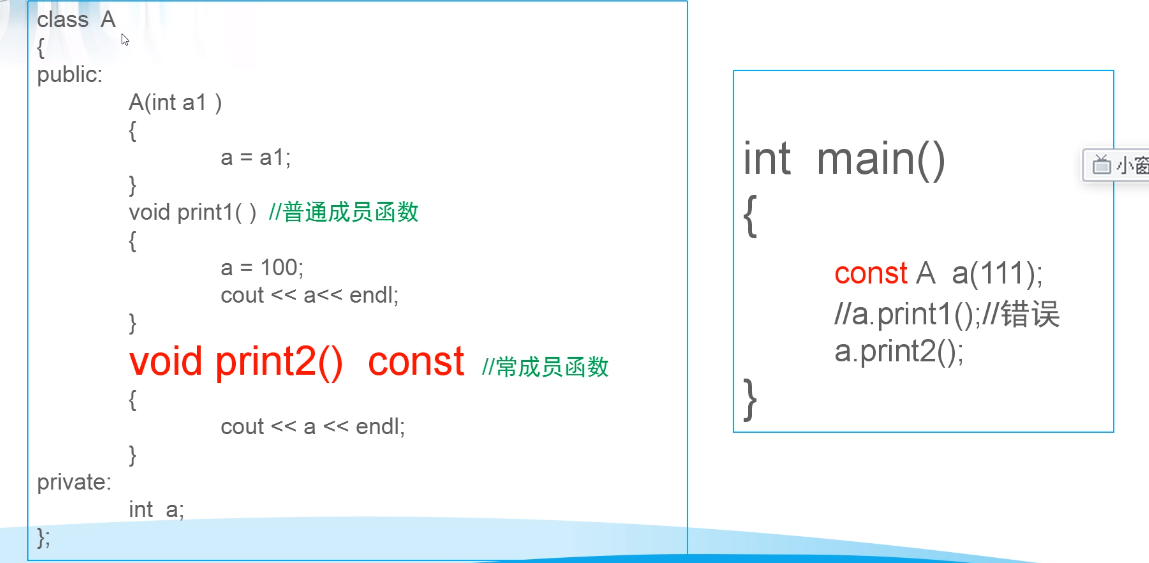 class  A
{
public:
A(int a1 )
{
a = a1;
}
void print1( )  //普通成员函数
{
a = 100;
cout << a<< endl;
}
void print2()  const  //常成员函数
{
cout << a << endl;
}
private:
int  a;
};
int  main()
{
const A  a(111);
//a.print1();//错误
a.print2();
}
小窗